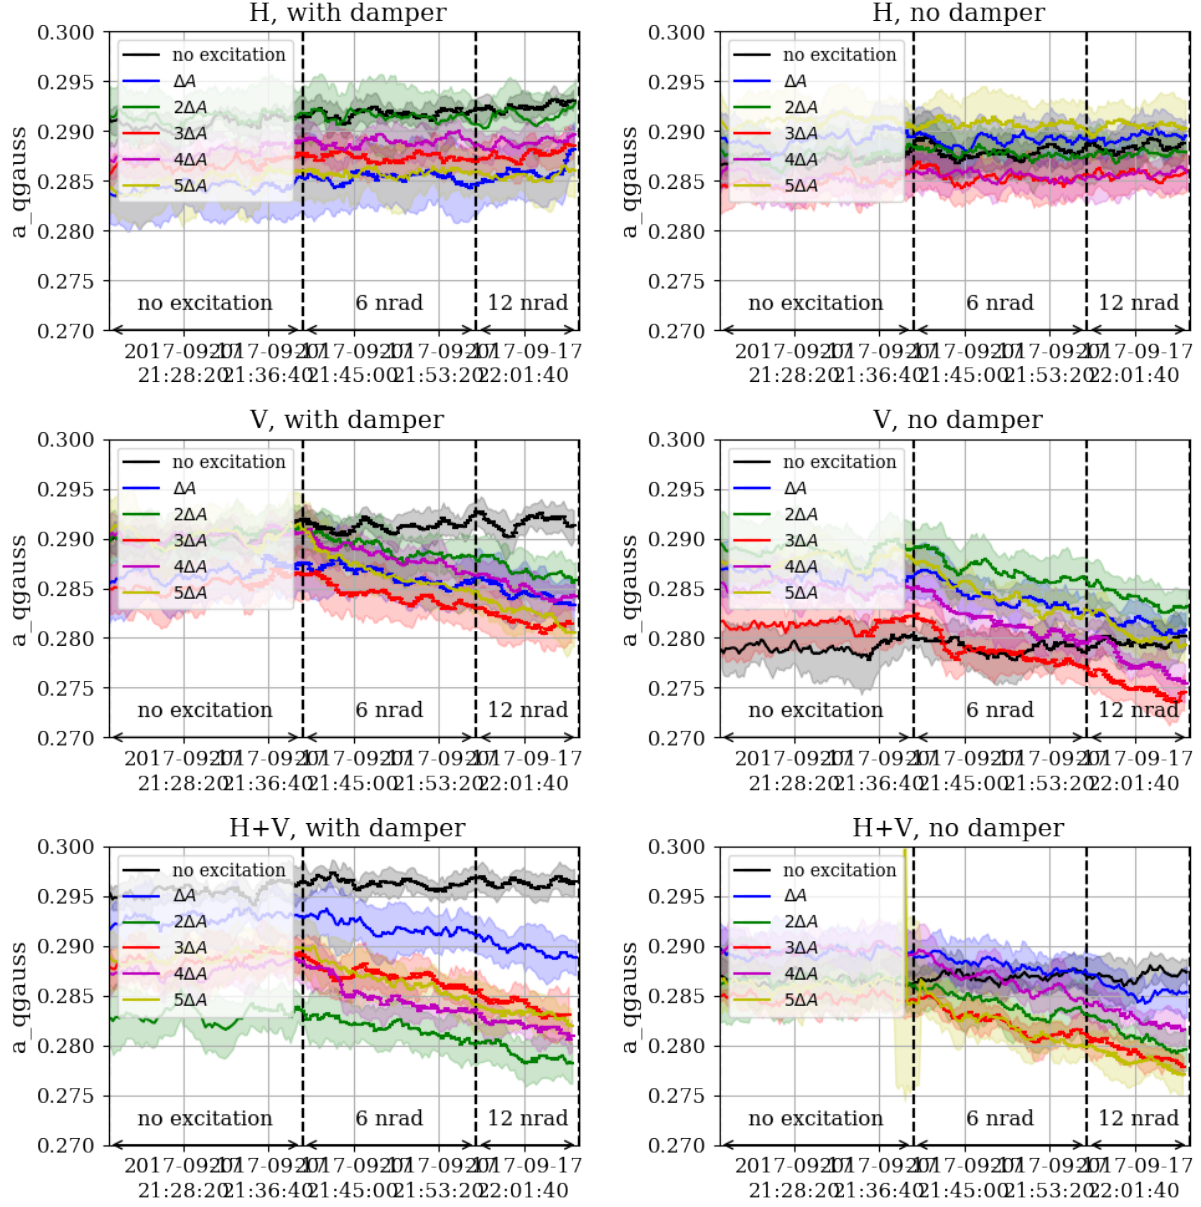 H, with damper
a_qgauss
0.300
0.295
0.290
0.285
0.280
0.275
0.270
no excitation
ΔA
2ΔA
3ΔA
4ΔA
5ΔA
no excitation
6 nrad
12 nrad
21:28:20
21:36:40
21:45:00
21:53:20
2017-09-17
22:01:40
H, no damper
a_qgauss
0.300
0.295
0.290
0.285
0.280
0.275
0.270
no excitation
ΔA
2ΔA
3ΔA
4ΔA
5ΔA
no excitation
6 nrad
12 nrad
21:28:20
21:36:40
21:45:00
21:53:20
2017-09-17
22:01:40
V, with damper
a_qgauss
0.300
0.295
0.290
0.285
0.280
0.275
0.270
no excitation
ΔA
2ΔA
3ΔA
4ΔA
5ΔA
no excitation
6 nrad
12 nrad
21:28:20
21:36:40
21:45:00
21:53:20
2017-09-17
22:01:40
V, no damper
a_qgauss
0.300
0.295
0.290
0.285
0.280
0.275
0.270
no excitation
ΔA
2ΔA
3ΔA
4ΔA
5ΔA
no excitation
6 nrad
12 nrad
21:28:20
21:36:40
21:45:00
21:53:20
2017-09-17
22:01:40
H+V, with damper
a_qgauss
0.300
0.295
0.290
0.285
0.280
0.275
0.270
no excitation
ΔA
2ΔA
3ΔA
4ΔA
5ΔA
no excitation
6 nrad
12 nrad
21:28:20
21:36:40
21:45:00
21:53:20
2017-09-17
22:01:40
H+V, no damper
a_qgauss
0.300
0.295
0.290
0.285
0.280
0.275
0.270
no excitation
ΔA
2ΔA
3ΔA
4ΔA
5ΔA
no excitation
6 nrad
12 nrad
21:28:20
21:36:40
21:45:00
21:53:20
2017-09-17
22:01:40